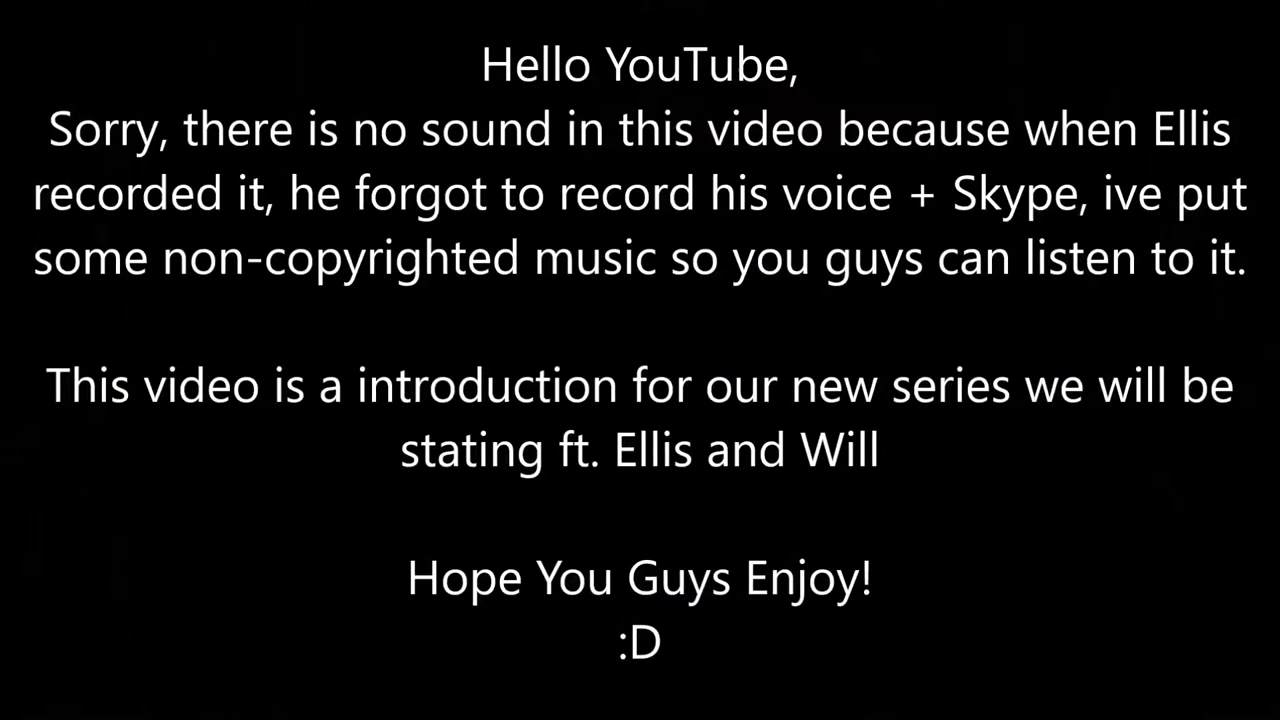 Hello YouTube,
Sorry, there is no sound in this video because when Ellis
recorded it, he forgot to record his voice + Skype, ive put
some non-copyrighted music so you guys can listen to it.
This video is a introduction for our new series we will be
stating ft. Ellis and Will
Hope You Guys Enjoy!
:D